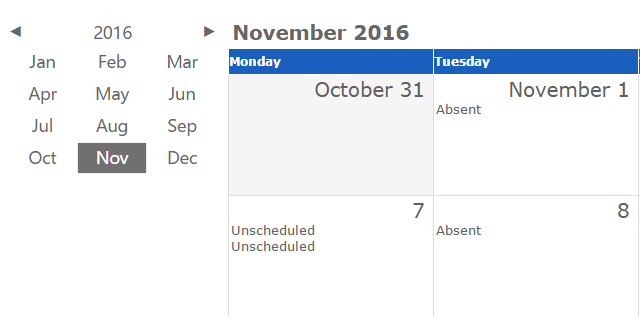 ◄ 2016 ►
Jan Feb Mar
Apr May Jun
Jul Aug Sep
Oct Nov Dec
November 2016
Monday Tuesday
October 31 November 1
Absent
7 8
Unscheduled Absent
Unscheduled